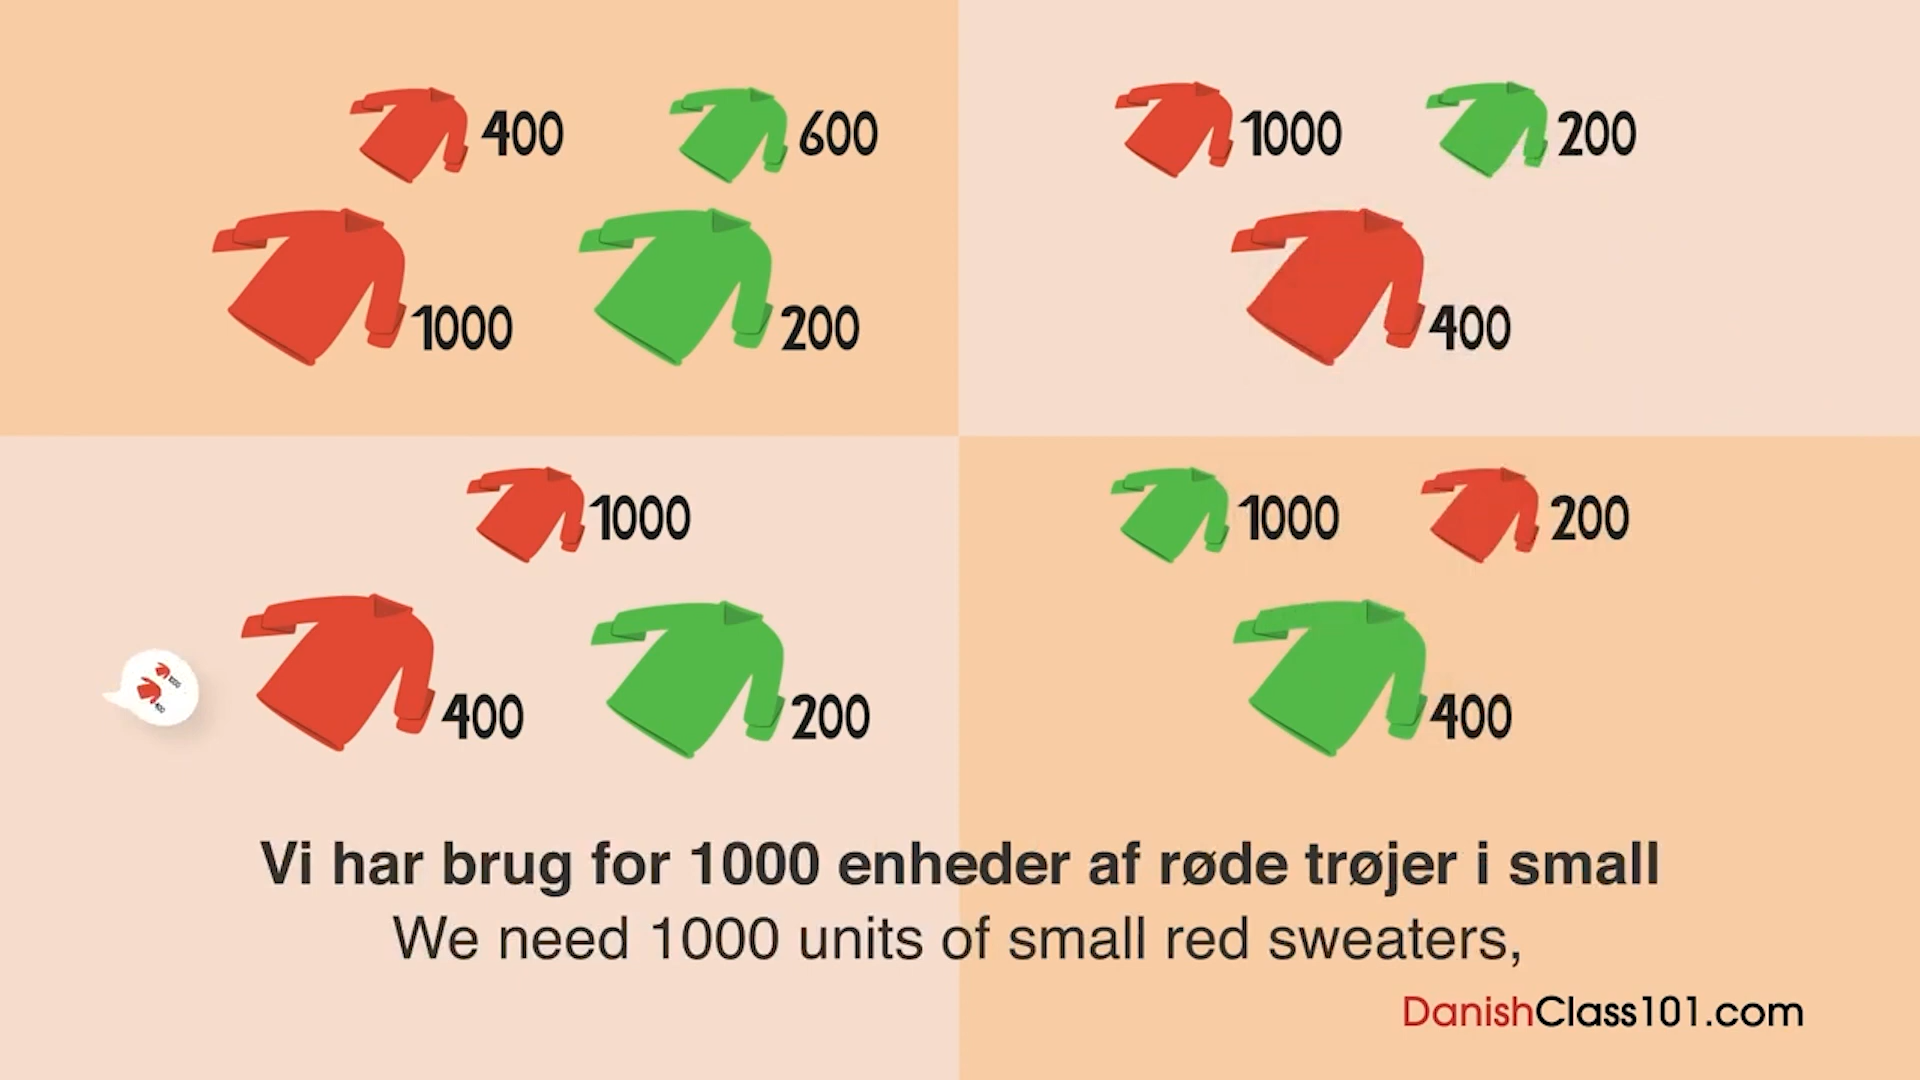 400 600 1000 200
1000 200 400
1000 400 200
1000 200 400
Vi har brug for 1000 enheder af røde trøjer i small
We need 1000 units of small red sweaters,
DanishClass101.com